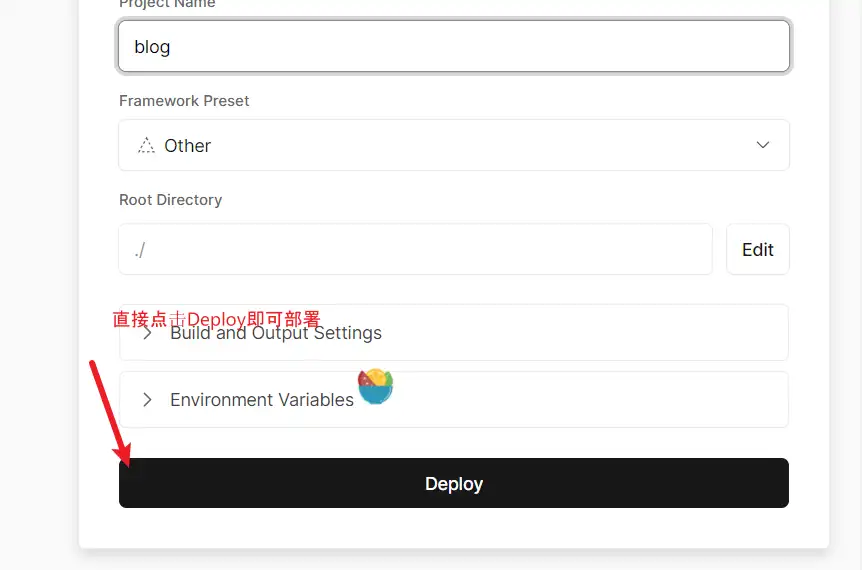 Project Name
blog
Framework Preset
Other
Root Directory
./
Edit
直接点击Deploy即可部署
Build and Output Settings
Environment Variables
Deploy